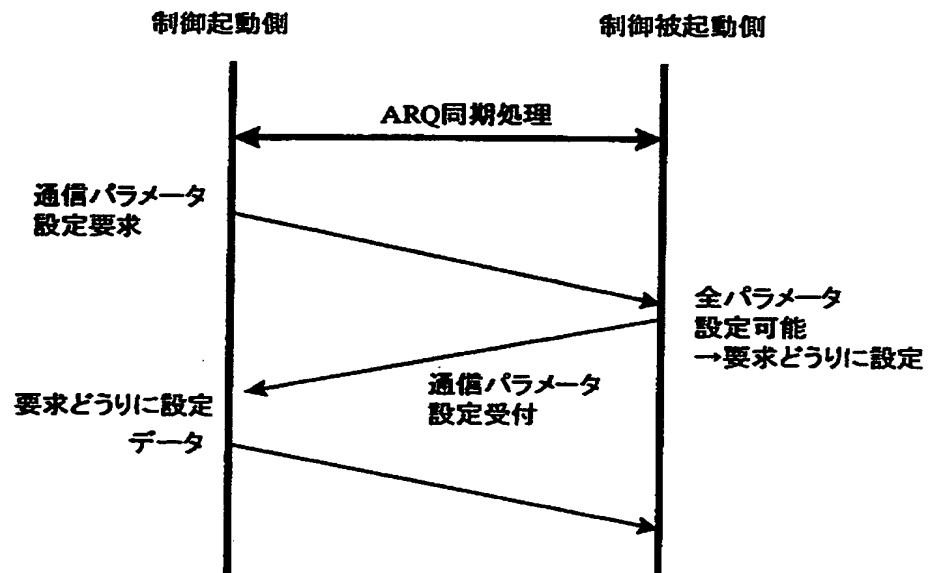 制御起動側
制御被起動側
ARQ同期処理
通信パラメータ
設定要求
全パラメータ
設定可能
→要求どうりに設定
通信パラメータ
設定受付
要求どうりに設定
データ